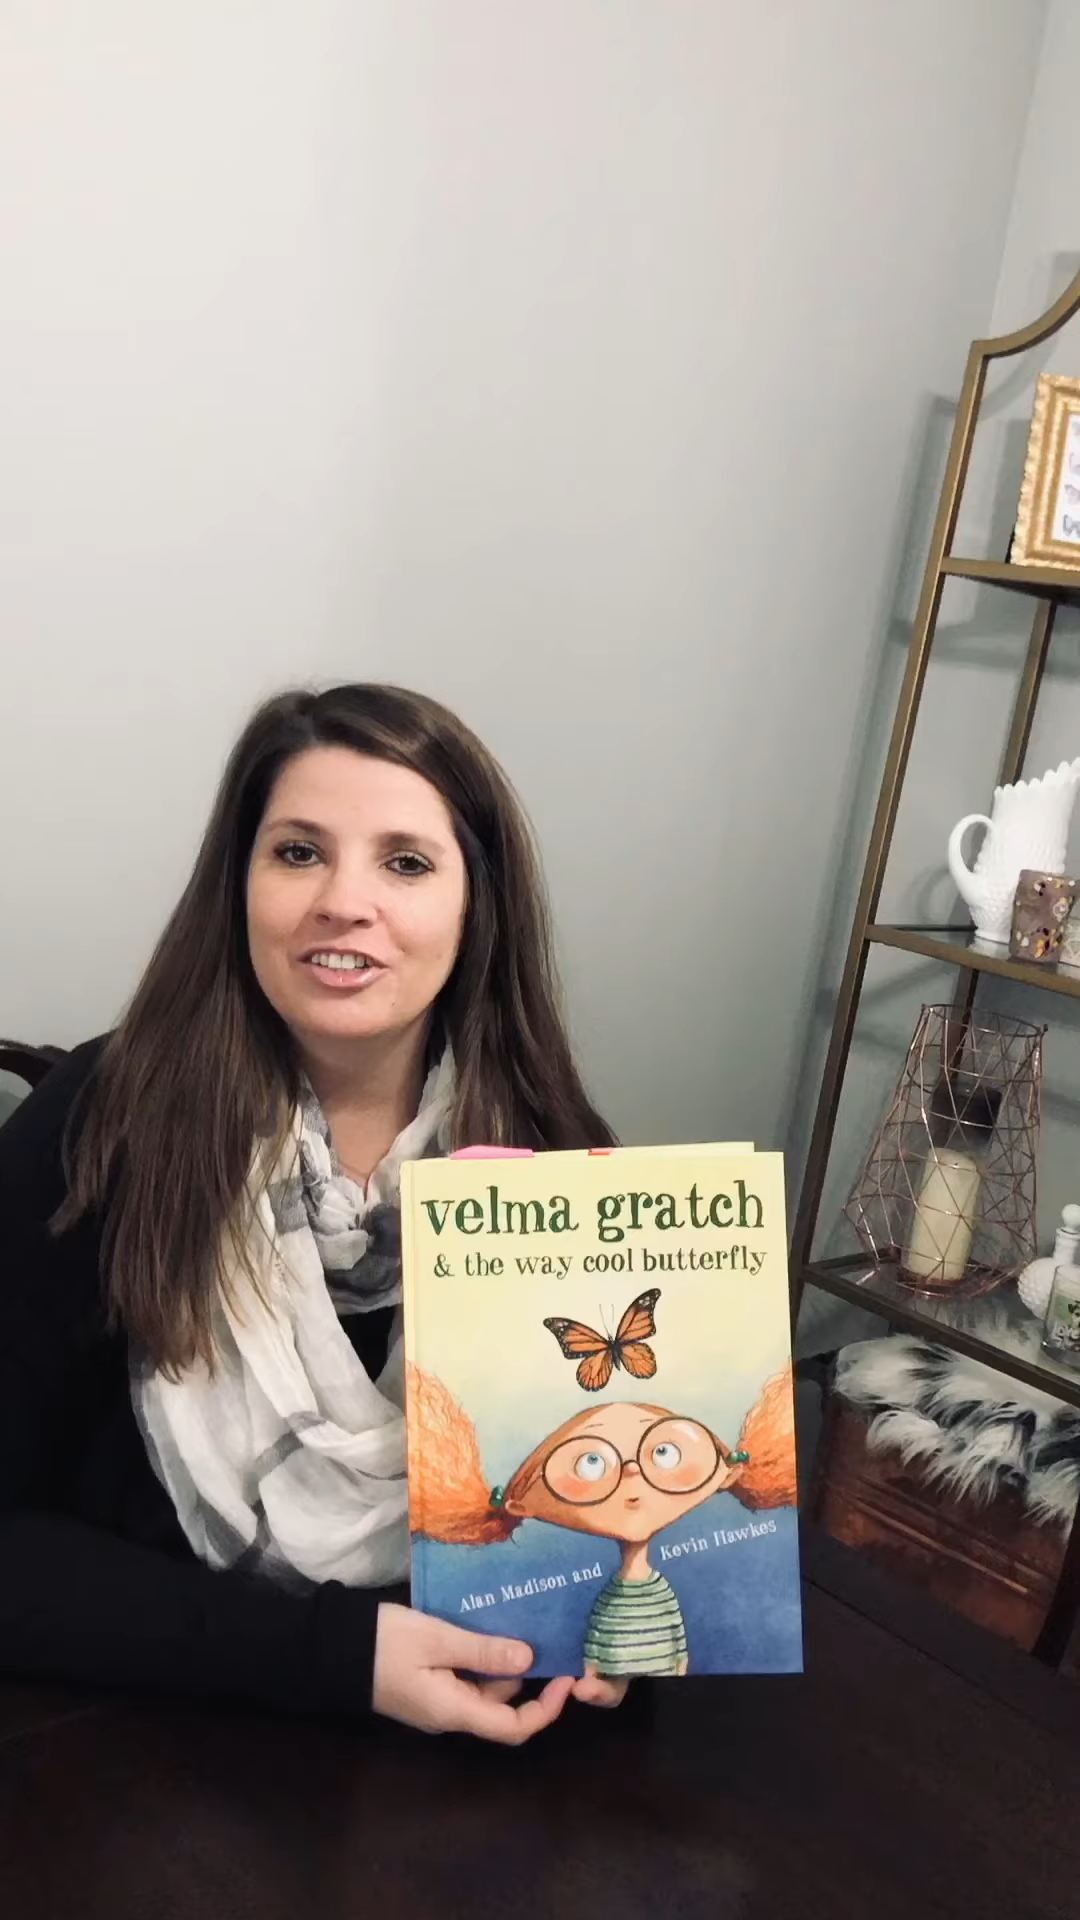 velma gratch
& the way cool butterfly
Alan Madison and
Kevin Hawkes